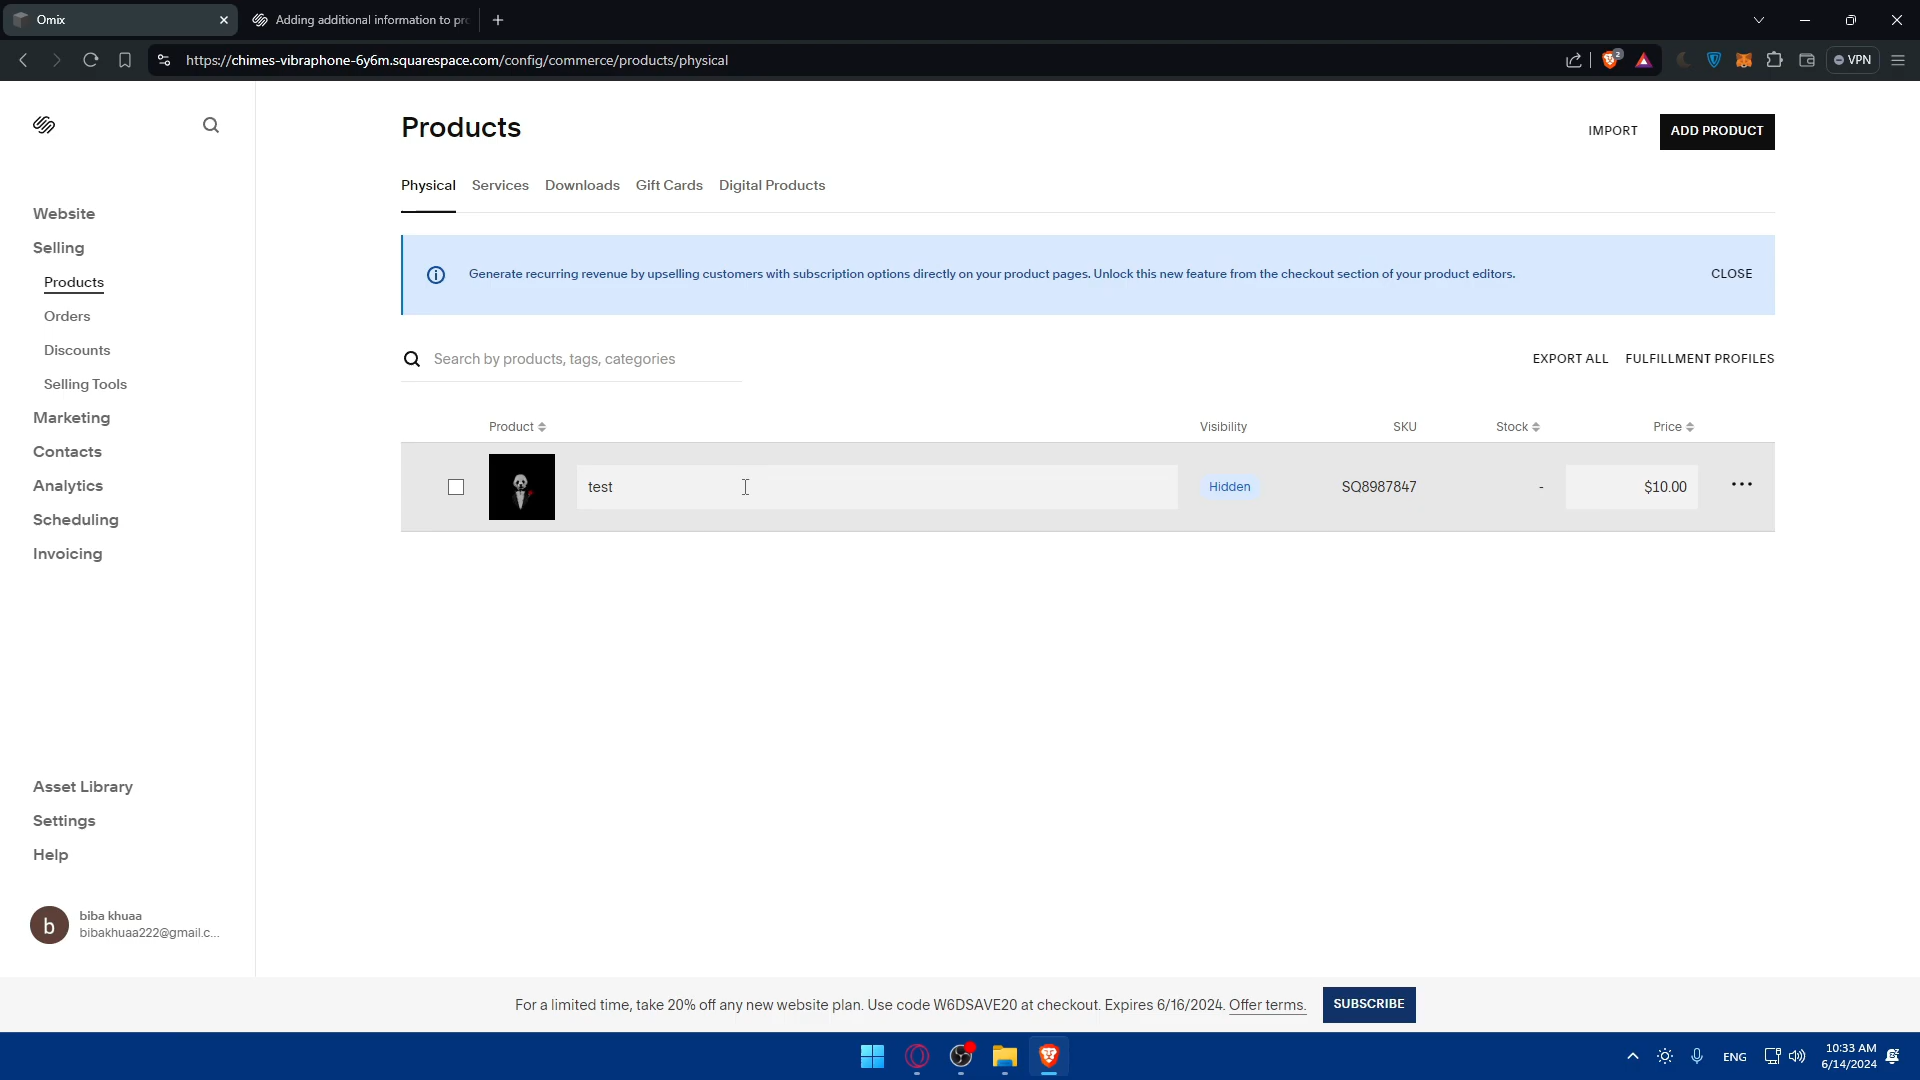 Omix
Adding additional information to pr
https://chimes-vibraphone-6y6m.squarespace.com/config/commerce/products/physical
2
VPN
Products
IMPORT
ADD PRODUCT
Physical
Services
Downloads
Gift Cards
Digital Products
Website
Selling
Products
Orders
Discounts
Selling Tools
Marketing
Contacts
Analytics
Scheduling
Invoicing
Generate recurring revenue by upselling customers with subscription options directly on your product pages. Unlock this new feature from the checkout section of your product editors.
CLOSE
Search by products, tags, categories
EXPORT ALL
FULFILLMENT PROFILES
Product
Visibility
SKU
Stock
Price
test
Hidden
SQ8987847
-
$10.00
Asset Library
Settings
Help
b
biba khuaa
bibakhuaa222@gmail.c...
For a limited time, take 20% off any new website plan. Use code W6DSAVE20 at checkout. Expires 6/16/2024. Offer terms.
SUBSCRIBE
ENG
10:33 AM
6/14/2024